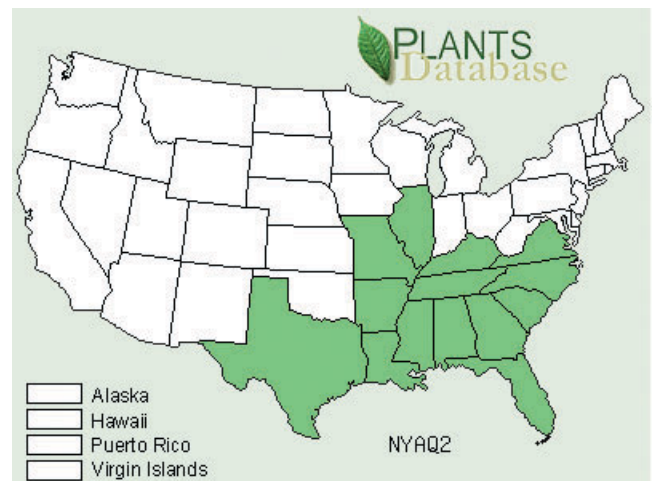 PLANTS
Database
Alaska
Hawaii
Puerto Rico
Virgin Islands
NYAQ2